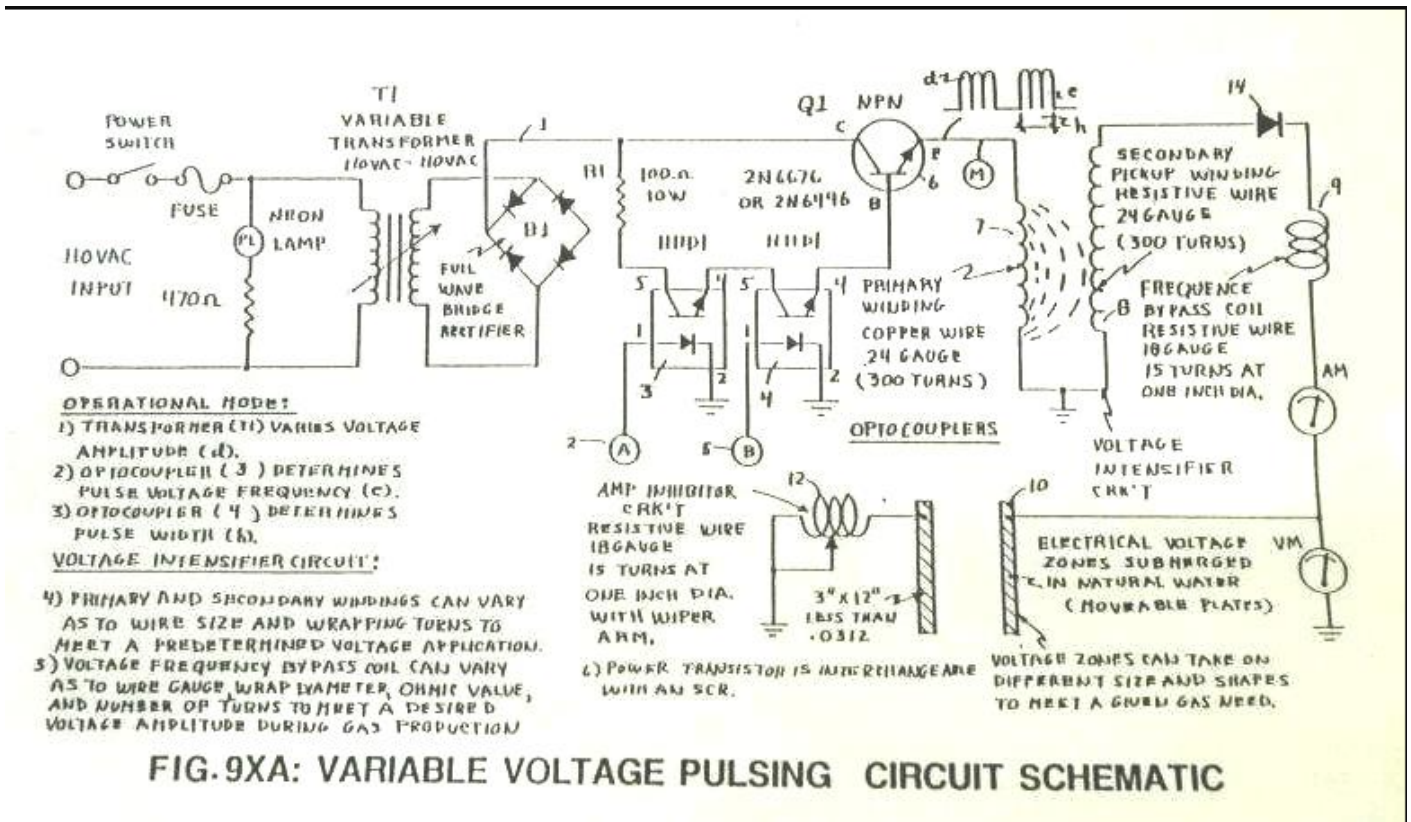 T1
VARIABLE
TRANSFORMER
110VAC-110VAC
POWER
SWITCH
FUSE
NEON
LAMP
PL
110VAC
INPUT
470Ω
FULL
WAVE
BRIDGE
RECTIFIER
1
R1
100Ω
10W
Q1 NPN
C
E
B
6
2N6676
OR 2N6496
5
4
5
4
1
2
1
2
3
4
2
A
5
B
OPTOCOUPLERS
M
7
PRIMARY
WINDING
COPPER WIRE
24 GAUGE
(300 TURNS)
14
SECONDARY
PICKUP WINDING
RESISTIVE WIRE
24 GAUGE
(300 TURNS)
8
9
FREQUENCE
BYPASS COIL
RESISTIVE WIRE
18 GAUGE
15 TURNS AT
ONE INCH DIA.
AM
VOLTAGE
INTENSIFIER
CRK'T
OPERATIONAL MODE:
1) TRANSFORMER (T1) VARIES VOLTAGE
AMPLITUDE (d).
2) OPTOCOUPLER (3) DETERMINES
PULSE VOLTAGE FREQUENCY (e).
3) OPTOCOUPLER (4) DETERMINES
PULSE WIDTH (h).
VOLTAGE INTENSIFIER CIRCUIT:
4) PRIMARY AND SECONDARY WINDINGS CAN VARY
AS TO WIRE SIZE AND WRAPPING TURNS TO
MEET A PREDETERMINED VOLTAGE APPLICATION.
5) VOLTAGE FREQUENCY BYPASS COIL CAN VARY
AS TO WIRE GAUGE, WRAP DYAMETER, OHMIC VALUE,
AND NUMBER OF TURNS TO MEET A DESIRED
VOLTAGE AMPLITUDE DURING GAS PRODUCTION
AMP INHIBITOR
CRK'T
RESISTIVE WIRE
18 GAUGE
15 TURNS AT
ONE INCH DIA.
WITH WIPER
ARM.
12
3" X 12"
LESS THAN
.0312
6) POWER TRANSISTOR IS INTERCHANGEABLE
WITH AN SCR.
10
ELECTRICAL VOLTAGE
ZONES SUBMERGED
IN NATURAL WATER
(MOVEABLE PLATES)
VM
VOLTAGE ZONES CAN TAKE ON
DIFFERENT SIZE AND SHAPES
TO MEET A GIVEN GAS NEED.
FIG.9XA: VARIABLE VOLTAGE PULSING CIRCUIT SCHEMATIC